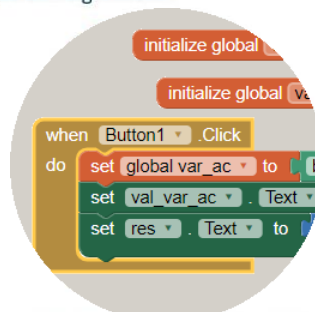 initialize global
initialize global
when Button1 .Click
do set global var_ac to
set val_var_ac . Text
set res . Text to